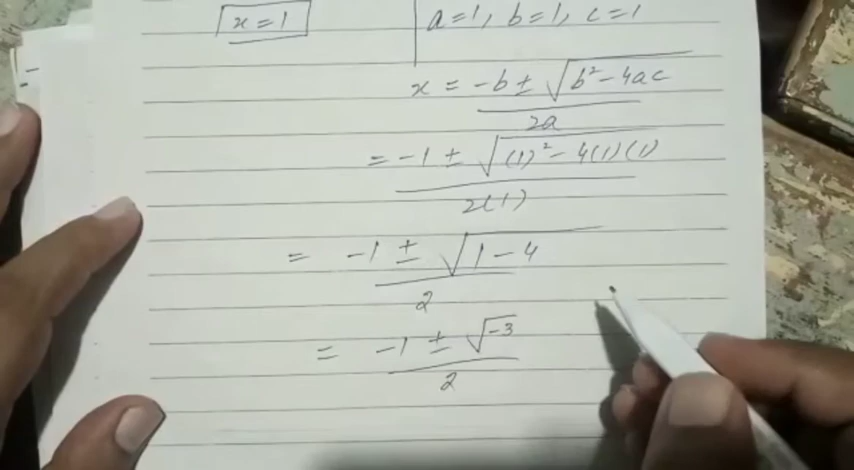 x = 1
a = 1, b = 1, c = 1
x = -b ± √(b² - 4ac) / 2a
= -1 ± √((1)² - 4(1)(1)) / 2(1)
= -1 ± √(1 - 4) / 2
= -1 ± √(-3) / 2